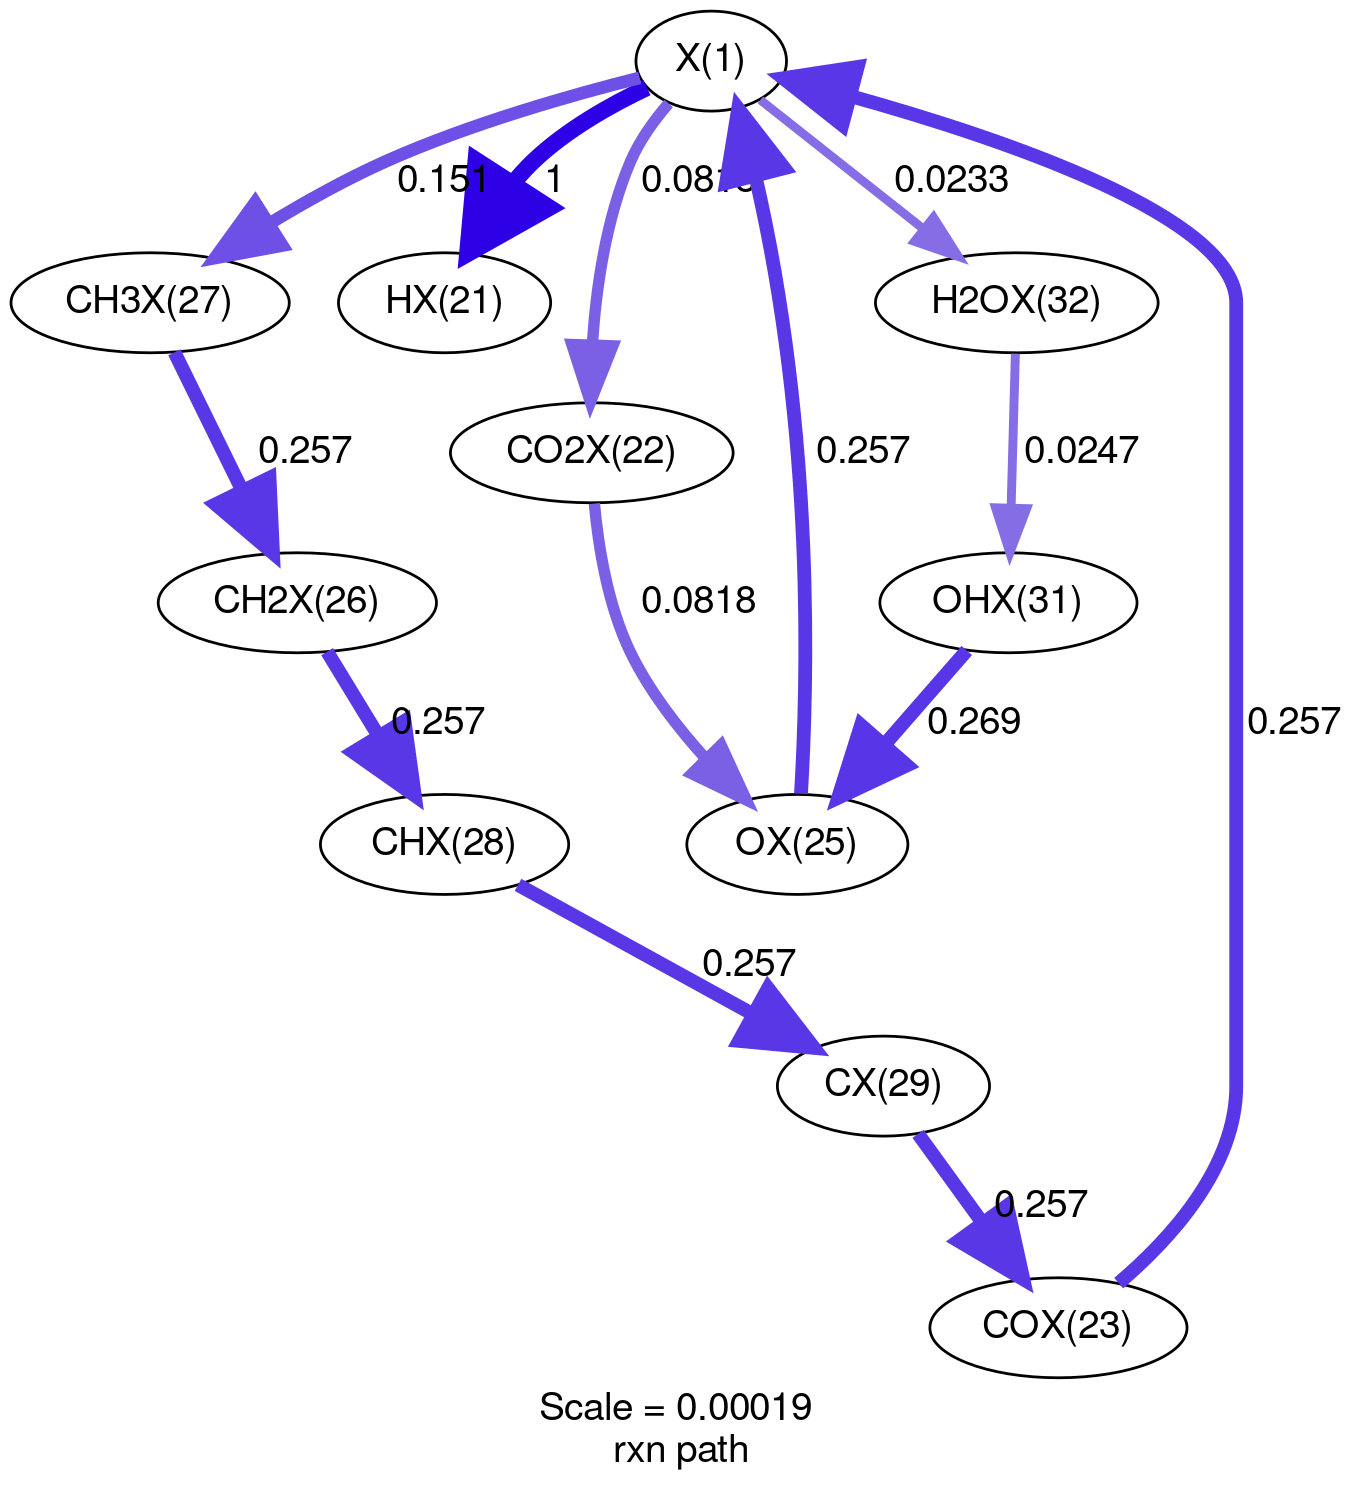 X(1)
0.151
1
0.0233
CH3X(27)
HX(21)
H2OX(32)
CO2X(22)
0.257
0.257
0.0247
CH2X(26)
0.0818
OHX(31)
0.257
0.269
0.257
CHX(28)
OX(25)
0.257
CX(29)
0.257
COX(23)
Scale = 0.00019
rxn path